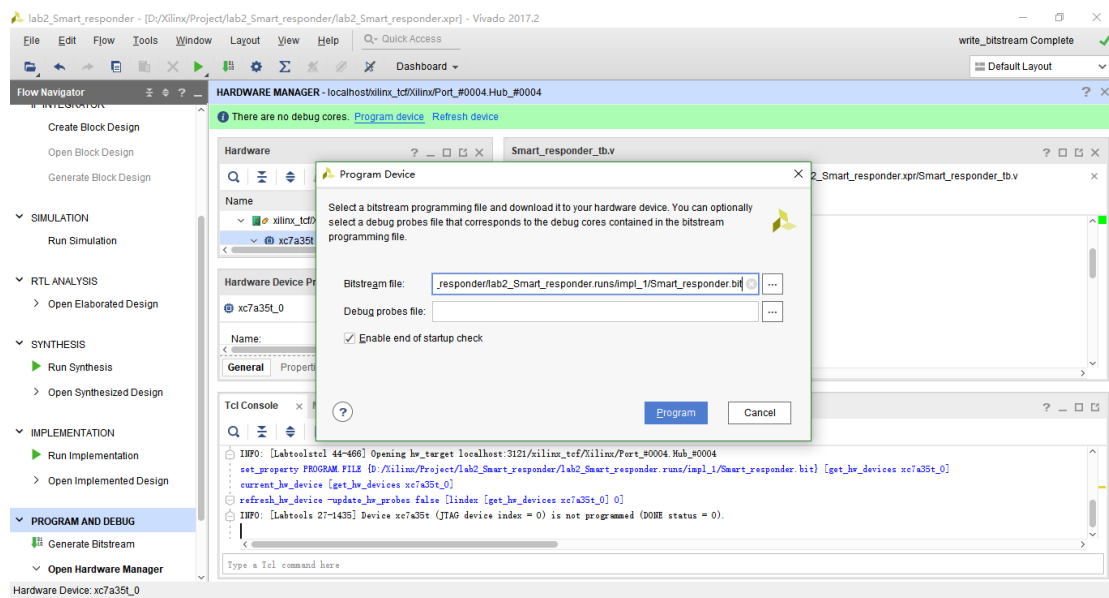 lab2_Smart_responder - [D:/Xilinx/Project/lab2_Smart_responder/lab2_Smart_responder.xpr] - Vivado 2017.2
File Edit Flow Tools Window Layout View Help Quick Access write_bitstream Complete
Dashboard Default Layout
Flow Navigator
HARDWARE MANAGER - localhost/xilinx_tcf/Xilinx/Port_#0004.Hub_#0004
There are no debug cores. Program device Refresh device
Create Block Design
Open Block Design
Generate Block Design
SIMULATION
Run Simulation
RTL ANALYSIS
Open Elaborated Design
SYNTHESIS
Run Synthesis
Open Synthesized Design
IMPLEMENTATION
Run Implementation
Open Implemented Design
PROGRAM AND DEBUG
Generate Bitstream
Open Hardware Manager
Hardware
Name
xilinx_tcf/
xc7a35t
Hardware Device Pr
xc7a35t_0
Name:
General Properti
Smart_responder_tb.v
2_Smart_responder.xpr/Smart_responder_tb.v
Program Device
Select a bitstream programming file and download it to your hardware device. You can optionally
select a debug probes file that corresponds to the debug cores contained in the bitstream
programming file.
Bitstream file: _responder/lab2_Smart_responder.runs/impl_1/Smart_responder.bit ...
Debug probes file: ...
Enable end of startup check
? Program Cancel
Tcl Console
INFO: [Labtoolstcl 44-466] Opening hw_target localhost:3121/xilinx_tcf/Xilinx/Port_#0004.Hub_#0004
set_property PROGRAM.FILE {D:/Xilinx/Project/lab2_Smart_responder/lab2_Smart_responder.runs/impl_1/Smart_responder.bit} [get_hw_devices xc7a35t_0]
current_hw_device [get_hw_devices xc7a35t_0]
refresh_hw_device -update_hw_probes false [lindex [get_hw_devices xc7a35t_0] 0]
INFO: [Labtools 27-1435] Device xc7a35t (JTAG device index = 0) is not programmed (DONE status = 0).
Type a Tcl command here
Hardware Device: xc7a35t_0